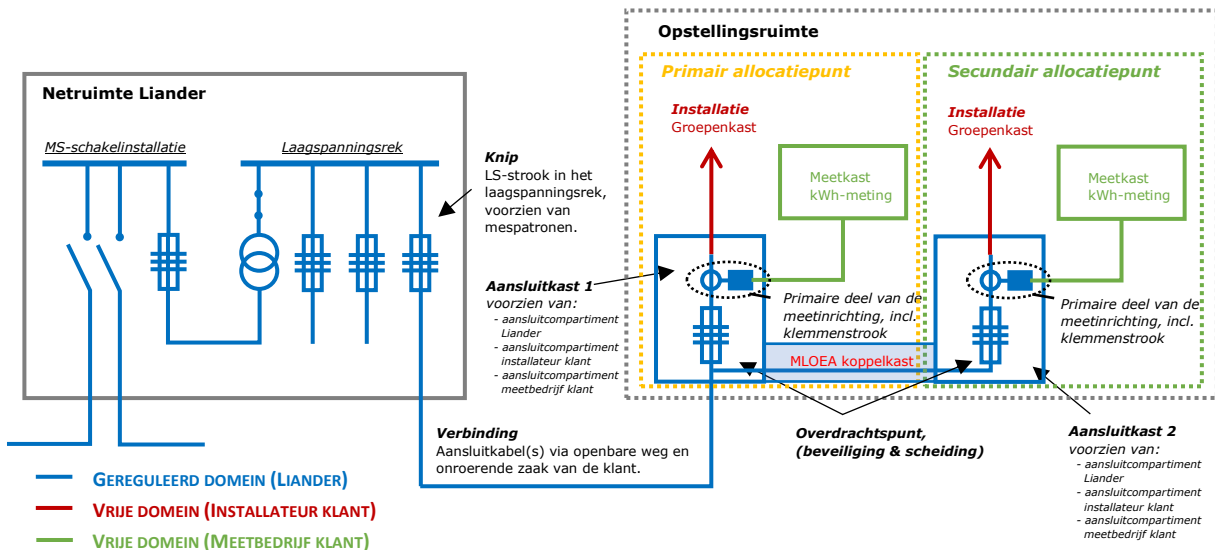 Opstellingsruimte
Primair allocatiepunt
Secundair allocatiepunt
Netruimte Liander
Installatie
Groepenkast
Installatie
Groepenkast
MS-schakelinstallatie
Laagspanningsrek
Knip
LS-strook in het
laagspanningsrek,
voorzien van
mespatronen.
Meetkast
kWh-meting
Meetkast
kWh-meting
Aansluitkast 1
voorzien van:
- aansluitcompartiment
Liander
- aansluitcompartiment
installateur klant
- aansluitcompartiment
meetbedrijf klant
Primaire deel van de
meetinrichting, incl.
klemmenstrook
Primaire deel van de
meetinrichting, incl.
klemmenstrook
MLOEA koppelkast
Verbinding
Aansluitkabel(s) via openbare weg en
onroerende zaak van de klant.
Overdrachtspunt,
(beveiliging & scheiding)
Aansluitkast 2
voorzien van:
- aansluitcompartiment
Liander
- aansluitcompartiment
installateur klant
- aansluitcompartiment
meetbedrijf klant
GEREGULEERD DOMEIN (LIANDER)
VRIJE DOMEIN (INSTALLATEUR KLANT)
VRIJE DOMEIN (MEETBEDRIJF KLANT)